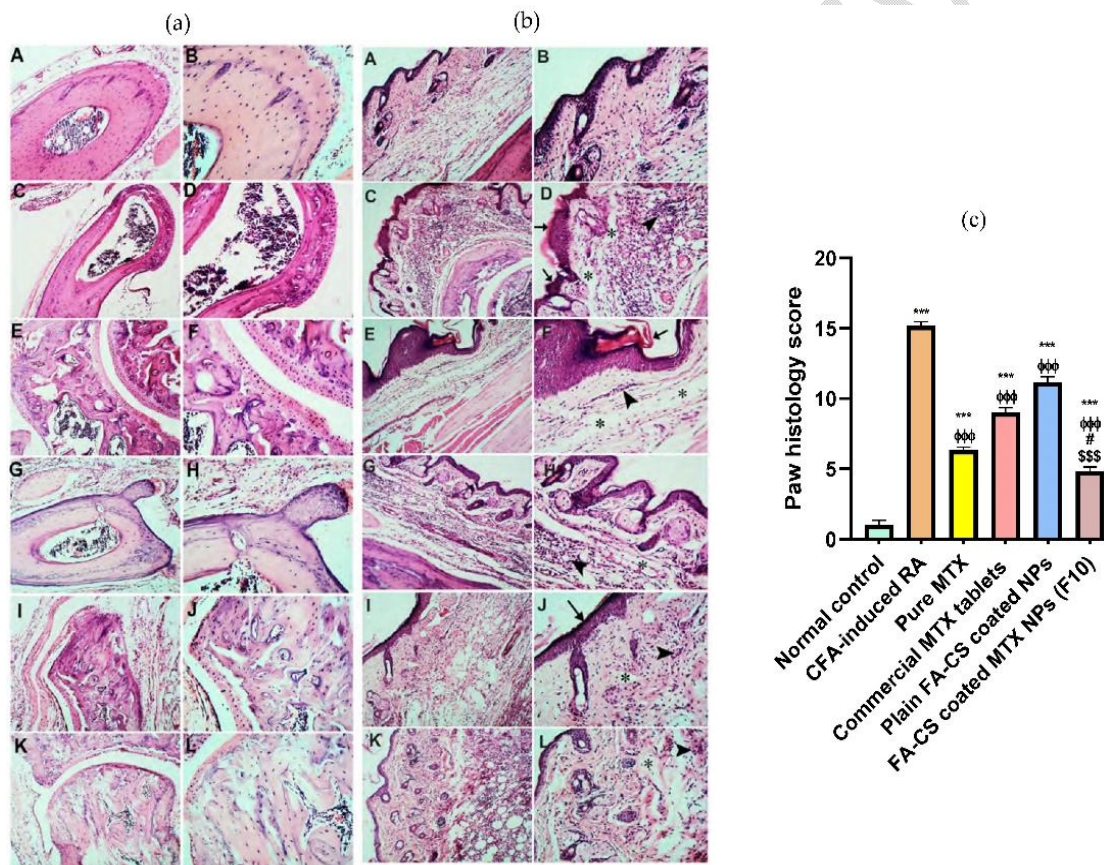 (a)
(b)
A
B
A
B
C
D
C
D
E
F
E
F
G
H
G
H
I
J
I
J
K
L
K
L
*
*
*
*
*
*
*
(c)
Paw histology score
20
15
10
5
0
***
***
ϕϕϕ
***
ϕϕϕ
***
ϕϕϕ
***
ϕϕϕ
#
$$$
Normal control
CFA-induced RA
Pure MTX
Commercial MTX tablets
Plain FA-CS coated NPs
FA-CS coated MTX NPs (F10)